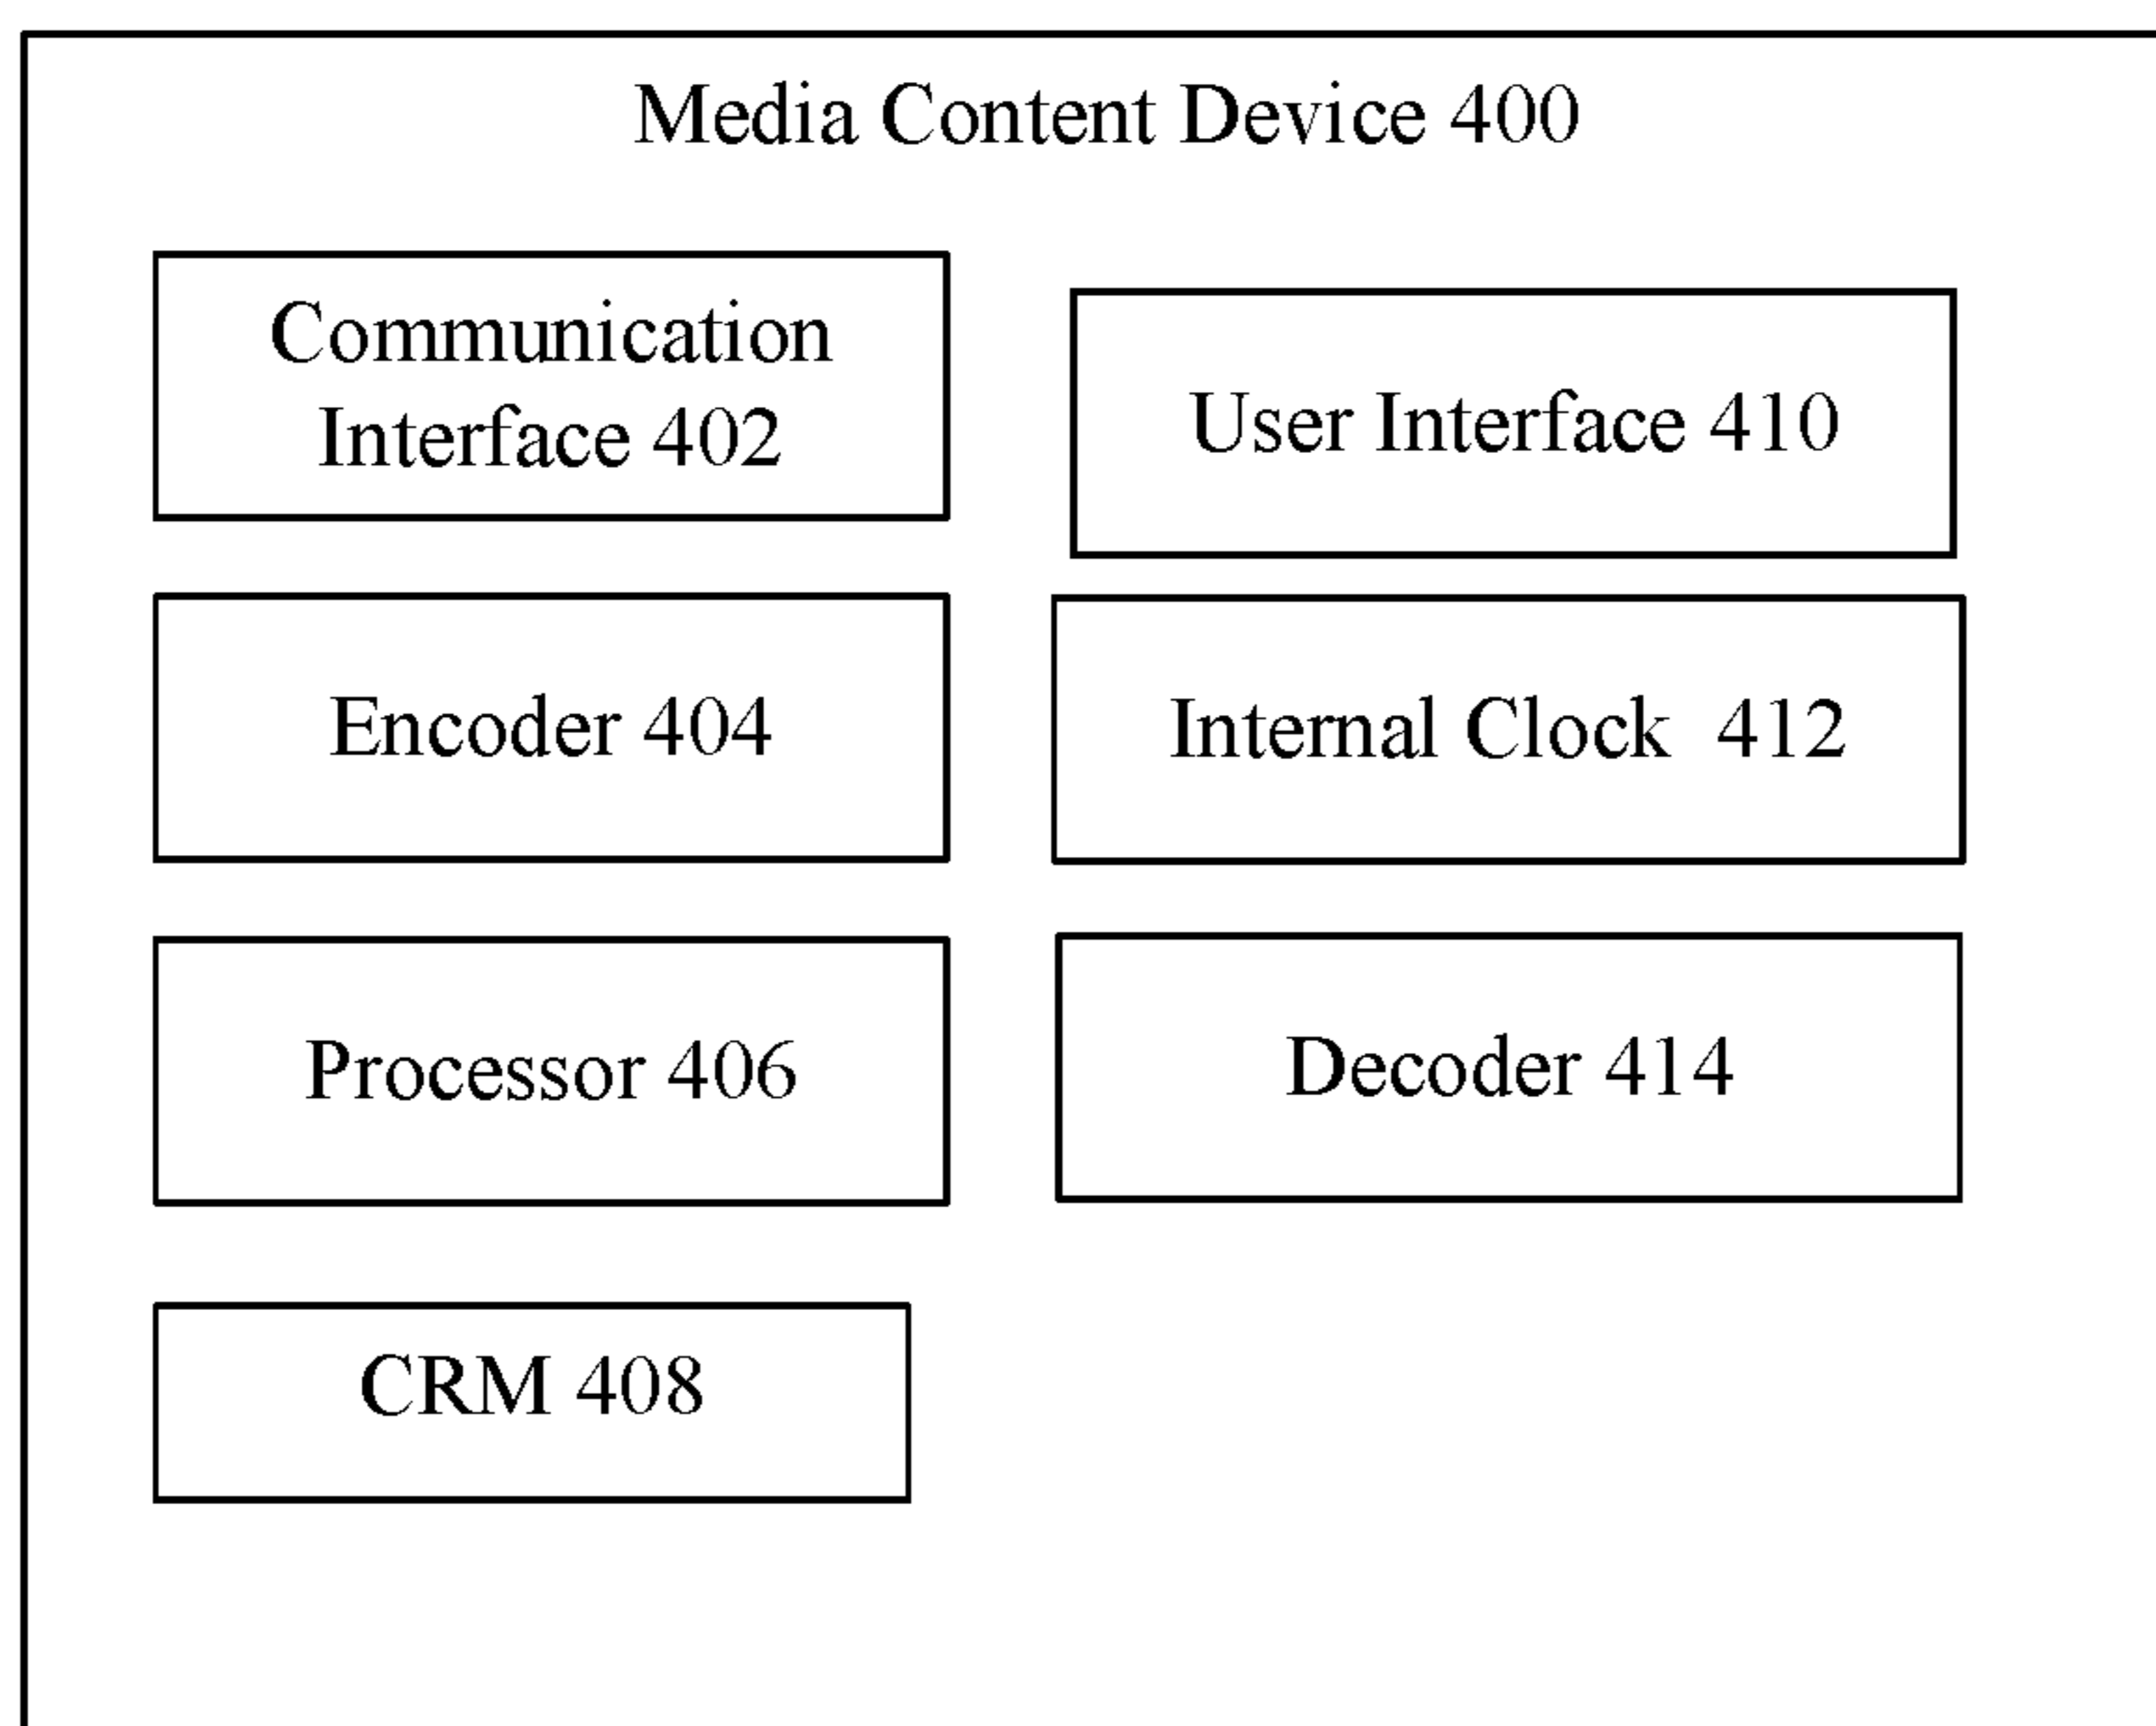 Media Content Device 400
Communication
Interface 402
User Interface 410
Encoder 404
Internal Clock  412
Processor 406
Decoder 414
CRM 408